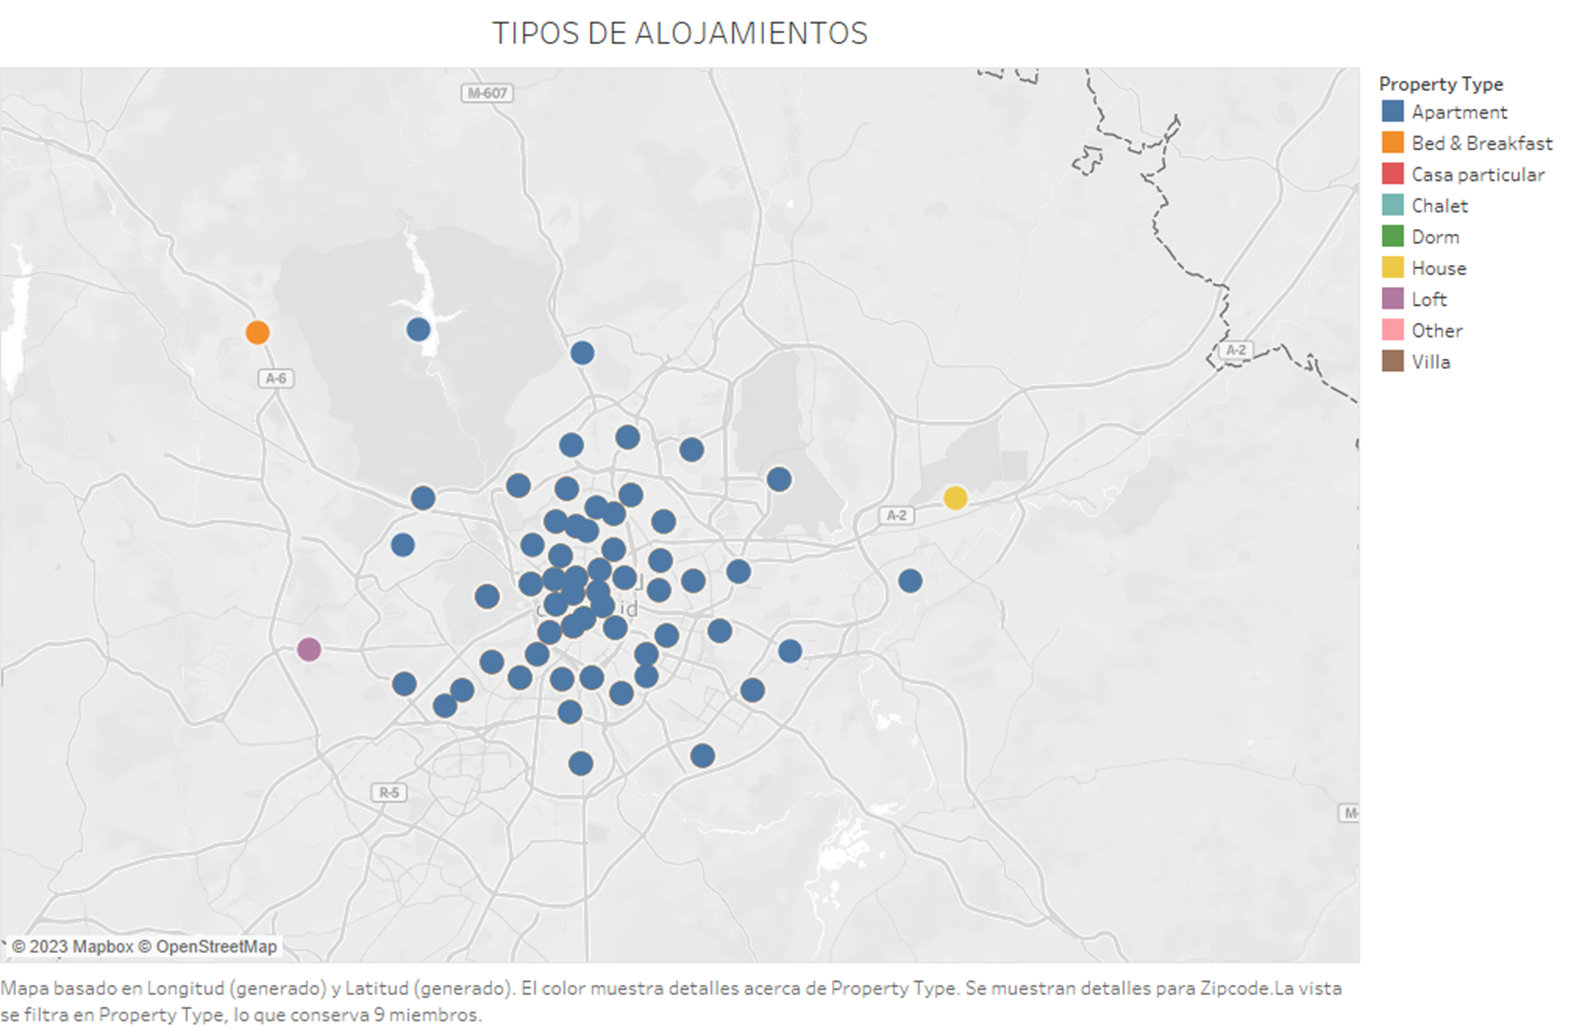 TIPOS DE ALOJAMIENTOS
M-607
Property Type
Apartment
Bed & Breakfast
Casa particular
Chalet
Dorm
House
Loft
Other
Villa
A-2
A-6
A-2
id
R-5
M-
© 2023 Mapbox © OpenStreetMap
Mapa basado en Longitud (generado) y Latitud (generado). El color muestra detalles acerca de Property Type. Se muestran detalles para Zipcode.La vista
se filtra en Property Type, lo que conserva 9 miembros.